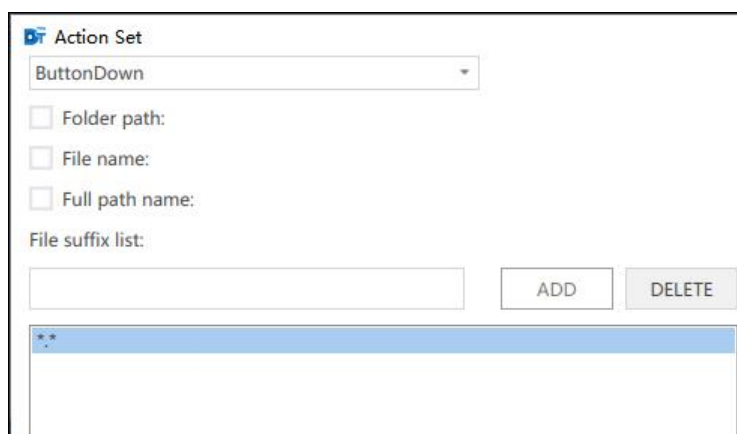 DT Action Set
ButtonDown
Folder path:
File name:
Full path name:
File suffix list:
ADD DELETE
*.*